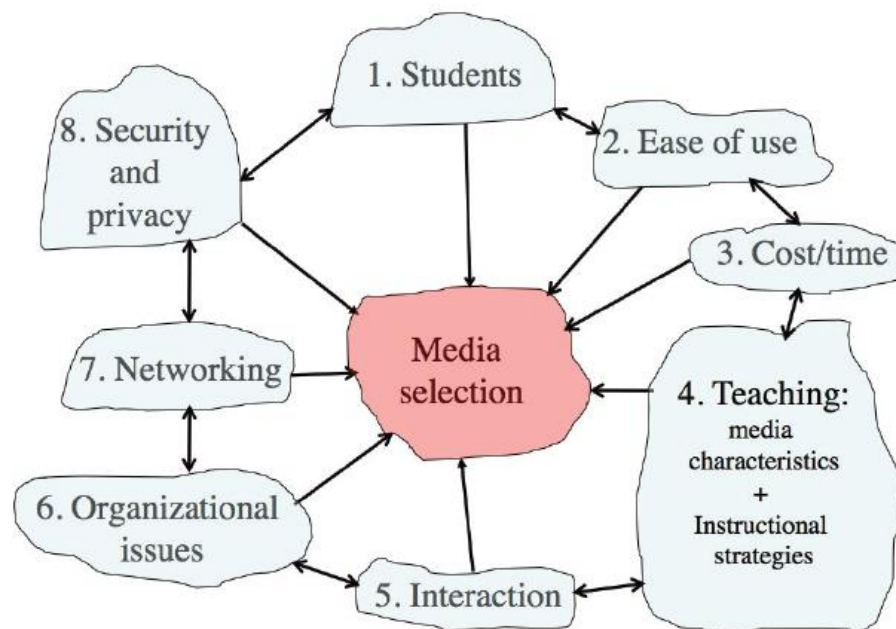 1. Students
2. Ease of use
3. Cost/time
4. Teaching:
media
characteristics
+
Instructional
strategies
5. Interaction
6. Organizational
issues
7. Networking
8. Security
and
privacy
Media
selection